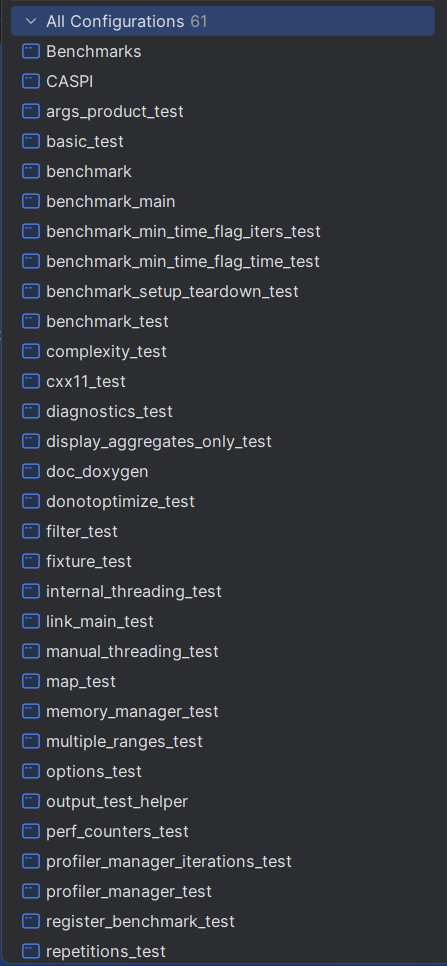 All Configurations 61
Benchmarks
CASPI
args_product_test
basic_test
benchmark
benchmark_main
benchmark_min_time_flag_iters_test
benchmark_min_time_flag_time_test
benchmark_setup_teardown_test
benchmark_test
complexity_test
cxx11_test
diagnostics_test
display_aggregates_only_test
doc_doxygen
donotoptimize_test
filter_test
fixture_test
internal_threading_test
link_main_test
manual_threading_test
map_test
memory_manager_test
multiple_ranges_test
options_test
output_test_helper
perf_counters_test
profiler_manager_iterations_test
profiler_manager_test
register_benchmark_test
repetitions_test